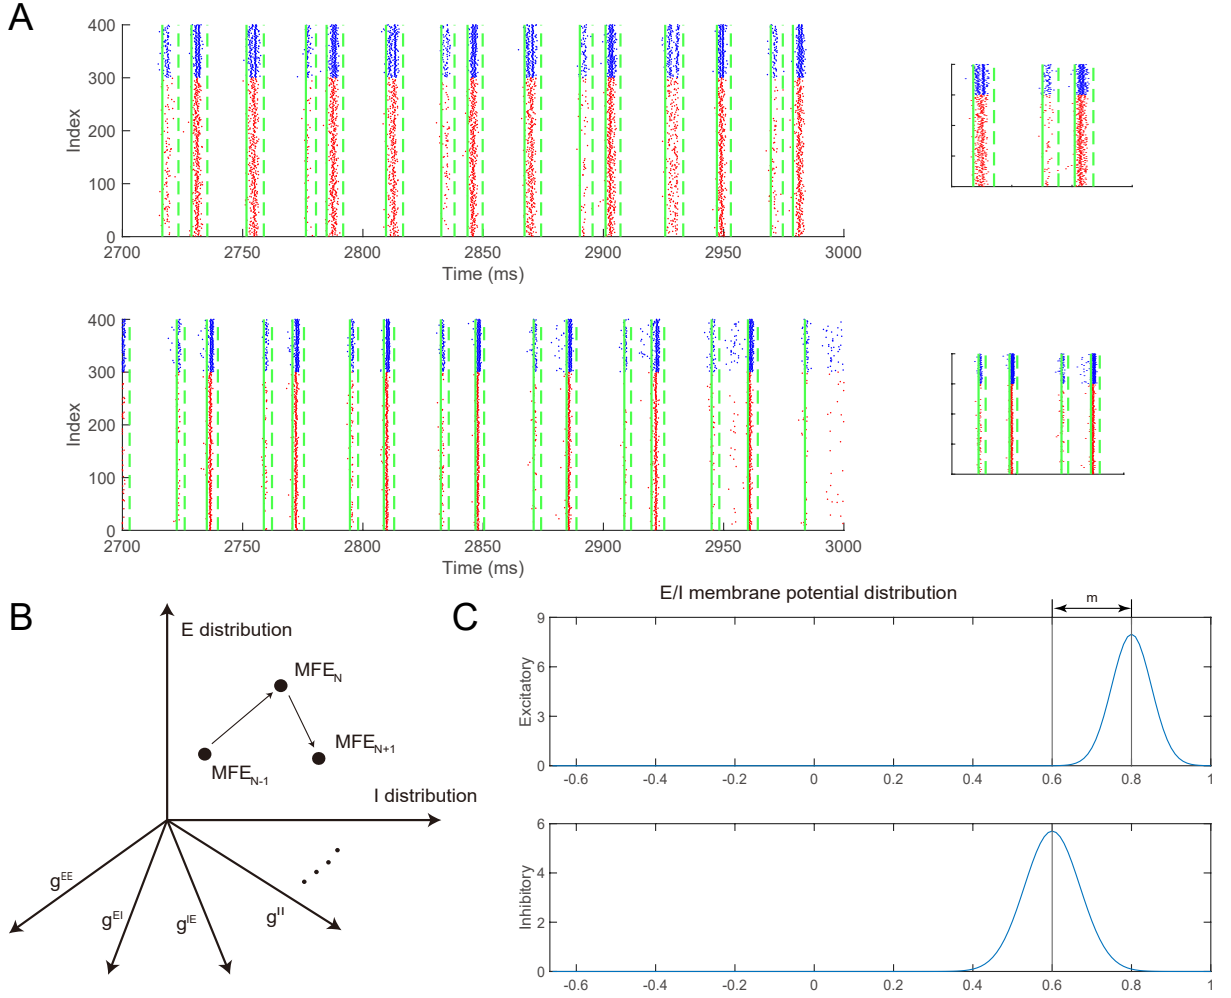 A
400
300
200
100
0
Index
2700
2750
2800
2850
2900
2950
3000
Time (ms)
400
300
200
100
0
Index
2700
2750
2800
2850
2900
2950
3000
Time (ms)
B
E distribution
MFE_N
MFE_N+1
MFE_N-1
I distribution
g^EE
g^EI
g^IE
g^II
C
E/I membrane potential distribution
m
9
6
3
0
Excitatory
-0.6
-0.4
-0.2
0
0.2
0.4
0.6
0.8
1
6
4
2
0
Inhibitory
-0.6
-0.4
-0.2
0
0.2
0.4
0.6
0.8
1